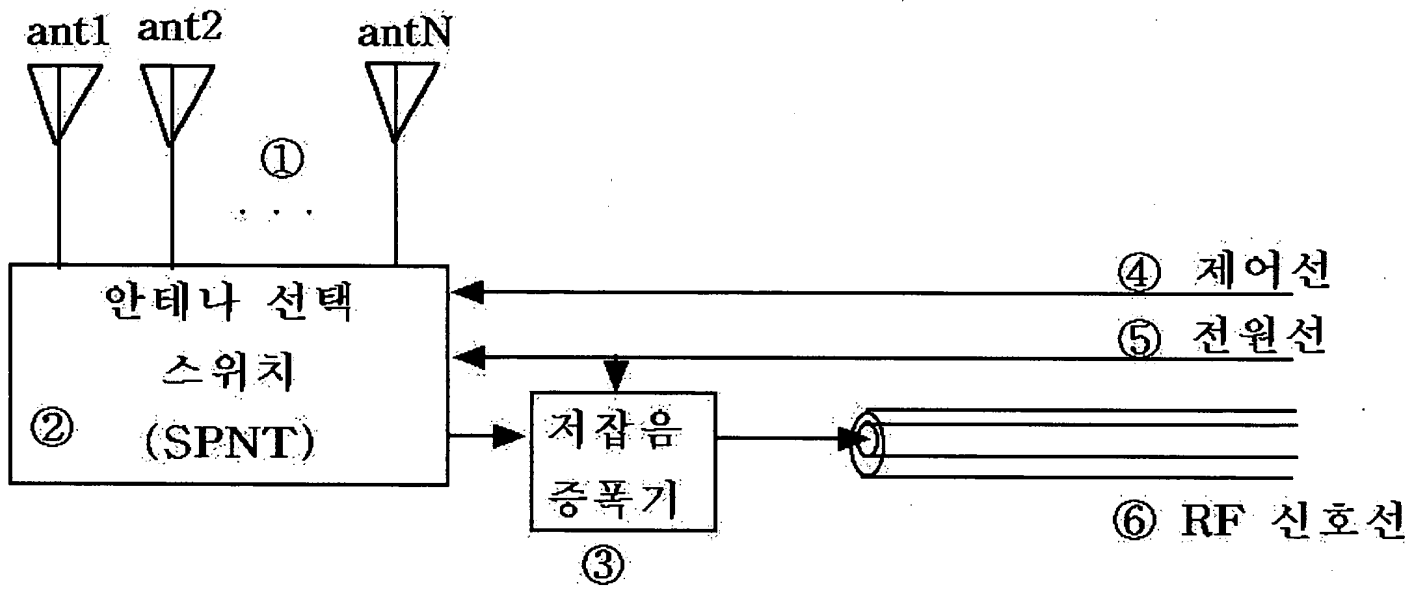 ant1 ant2 antN
①
. . .
안테나 선택
스위치
② (SPNT)
④ 제어선
⑤ 전원선
저잡음
증폭기
③
⑥ RF 신호선